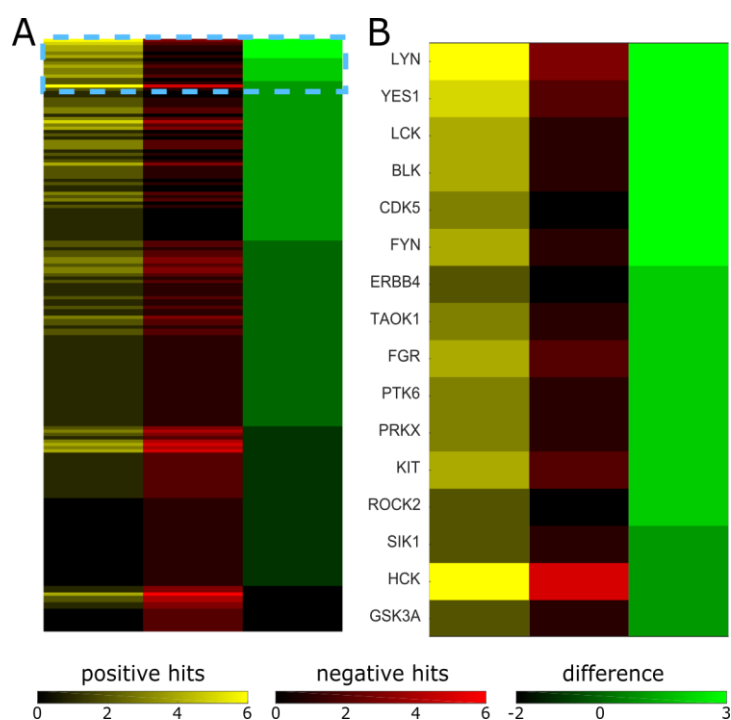 A
B
LYN
YES1
LCK
BLK
CDK5
FYN
ERBB4
TAOK1
FGR
PTK6
PRKX
KIT
ROCK2
SIK1
HCK
GSK3A
positive hits negative hits difference
0 2 4 6 0 2 4 6 -2 0 3